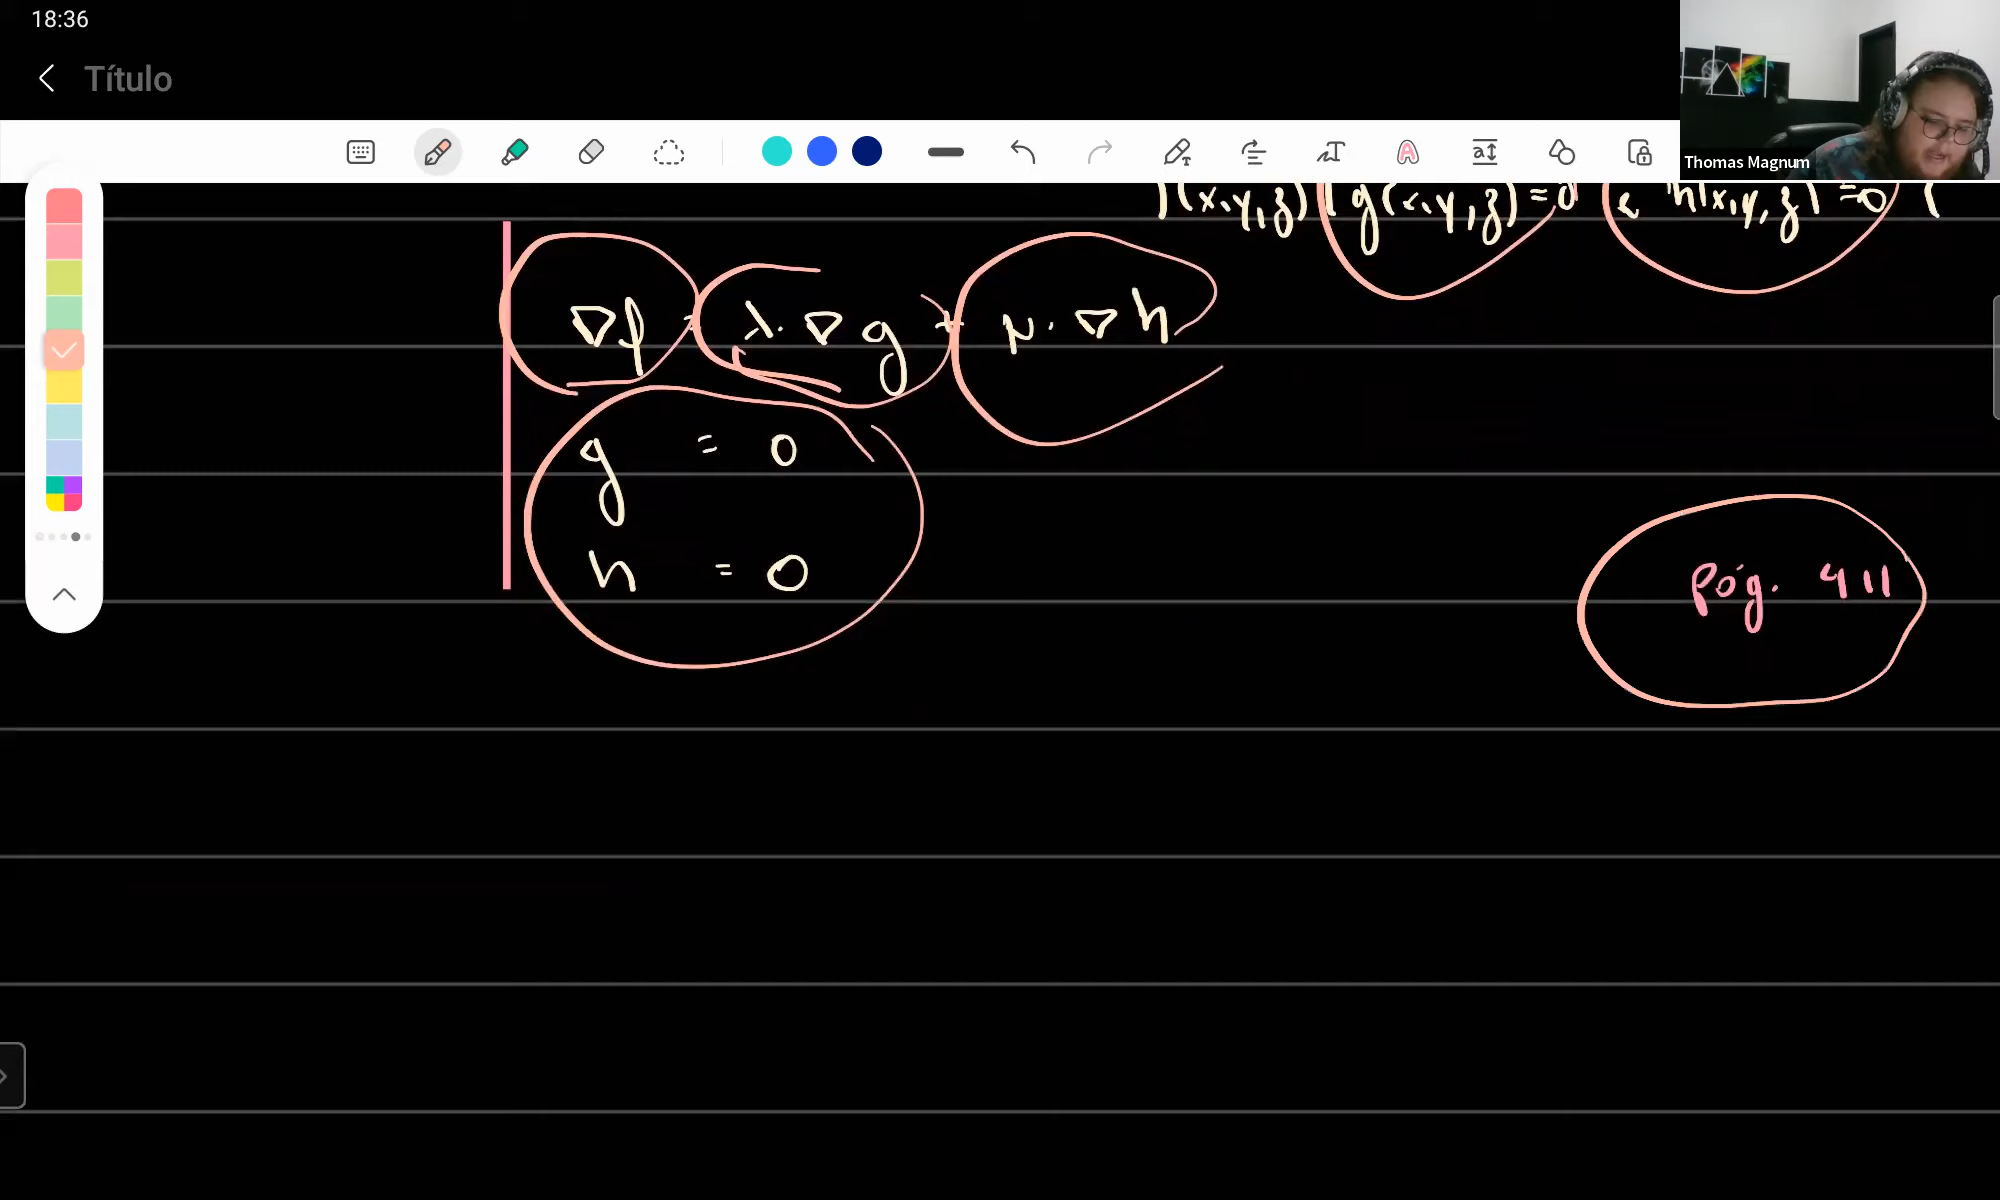 18:36
Título
Thomas Magnum
(x,y,z) | g(x,y,z) = 0 e h(x,y,z) = 0
∇f = λ. ∇g + μ. ∇h
g = 0
h = 0
Pág. 411